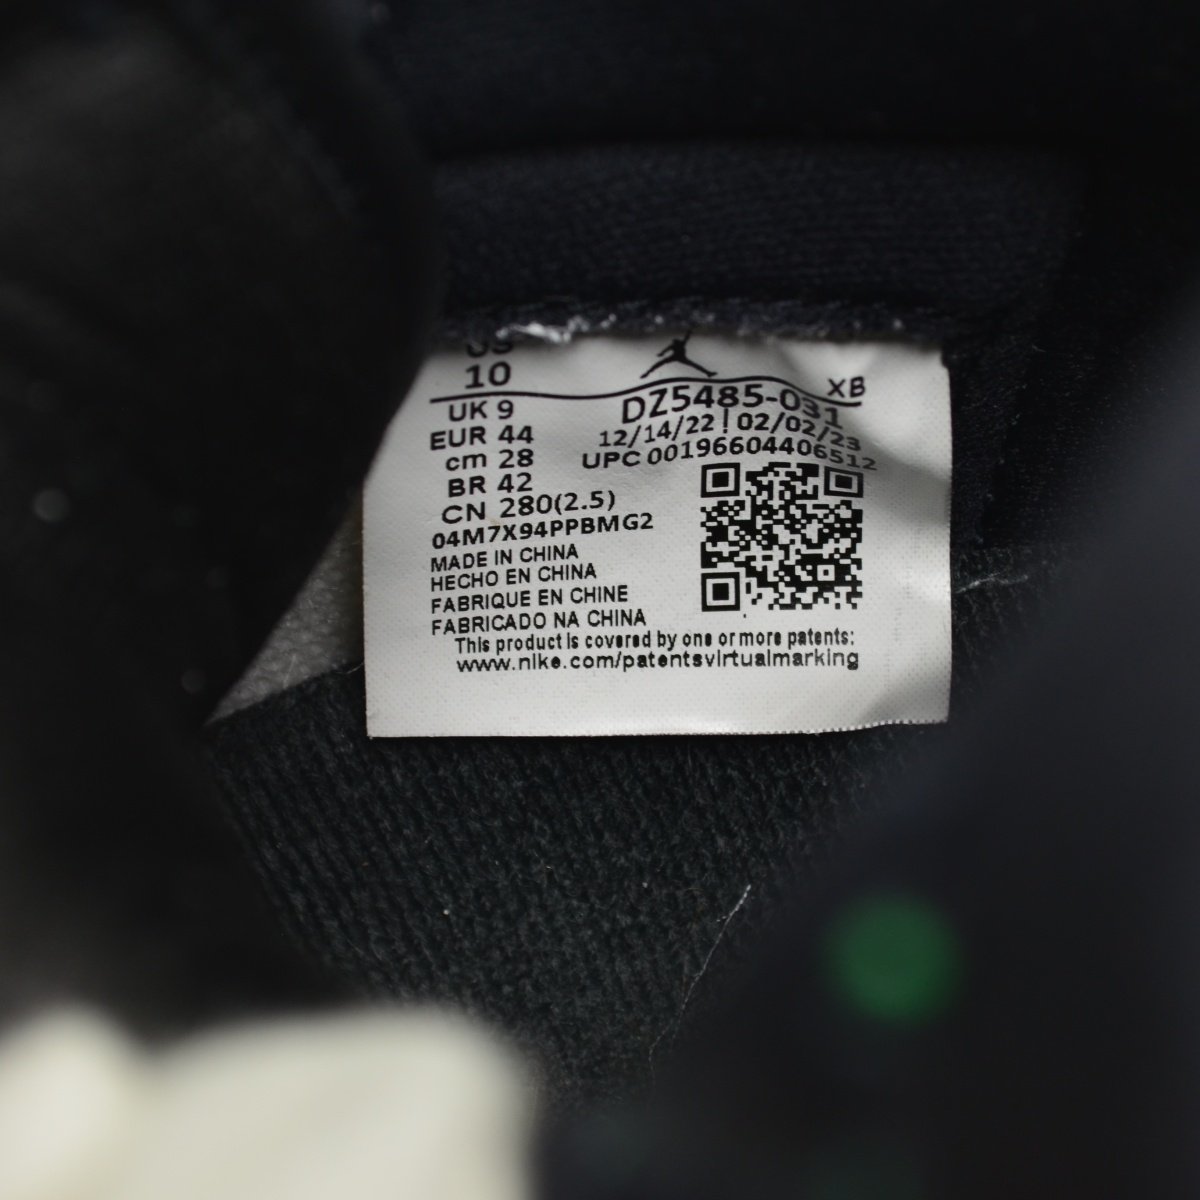 US
10
UK 9
EUR 44
cm 28
BR 42
CN 280(2.5)
04M7X94PPBMG2
MADE IN CHINA
HECHO EN CHINA
FABRIQUE EN CHINE
FABRICADO NA CHINA
XB
DZ5485-031
12/14/22 | 02/02/23
UPC 00196604406512
This product is covered by one or more patents:
www.nike.com/patentsvirtualmarking